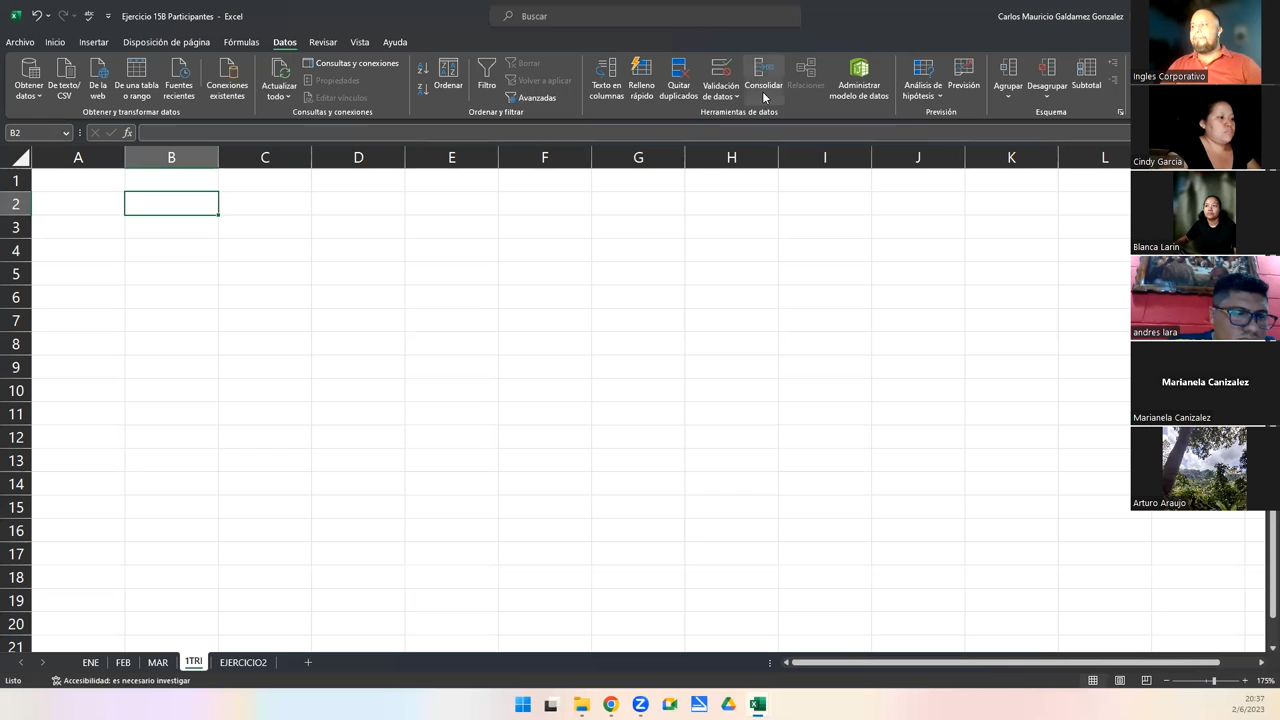 Ejercicio 15B Participantes - Excel
Buscar
Carlos Mauricio Galdamez Gonzalez
Archivo Inicio Insertar Disposición de página Fórmulas Datos Revisar Vista Ayuda
Obtener datos
De texto/CSV
De la web
De una tabla o rango
Fuentes recientes
Conexiones existentes
Obtener y transformar datos
Actualizar todo
Consultas y conexiones
Propiedades
Editar vínculos
Consultas y conexiones
Ordenar
Filtro
Borrar
Volver a aplicar
Avanzadas
Ordenar y filtrar
Texto en columnas
Relleno rápido
Quitar duplicados
Validación de datos
Consolidar
Relaciones
Administrar modelo de datos
Herramientas de datos
Análisis de hipótesis
Previsión
Previsión
Agrupar
Desagrupar
Subtotal
Esquema
B2
fx
A B C D E F G H I J K L
1
2
3
4
5
6
7
8
9
10
11
12
13
14
15
16
17
18
19
20
21
ENE FEB MAR 1TRI EJERCICIO2
Listo
Accesibilidad: es necesario investigar
175%
20:37
2/6/2023
Ingles Corporativo
Cindy Garcia
Blanca Larin
andres lara
Marianela Canizalez
Marianela Canizalez
Arturo Araujo